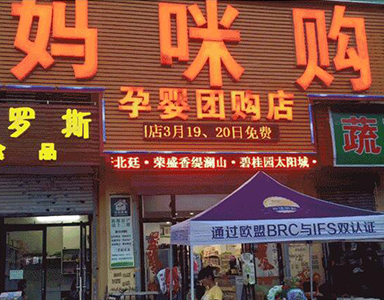 妈咪购
孕婴团购店
店3月19、20日免费
北廷·荣盛香缇澜山·碧桂园太阳城
罗斯
食品
蔬
通过欧盟BRC与IFS双认证